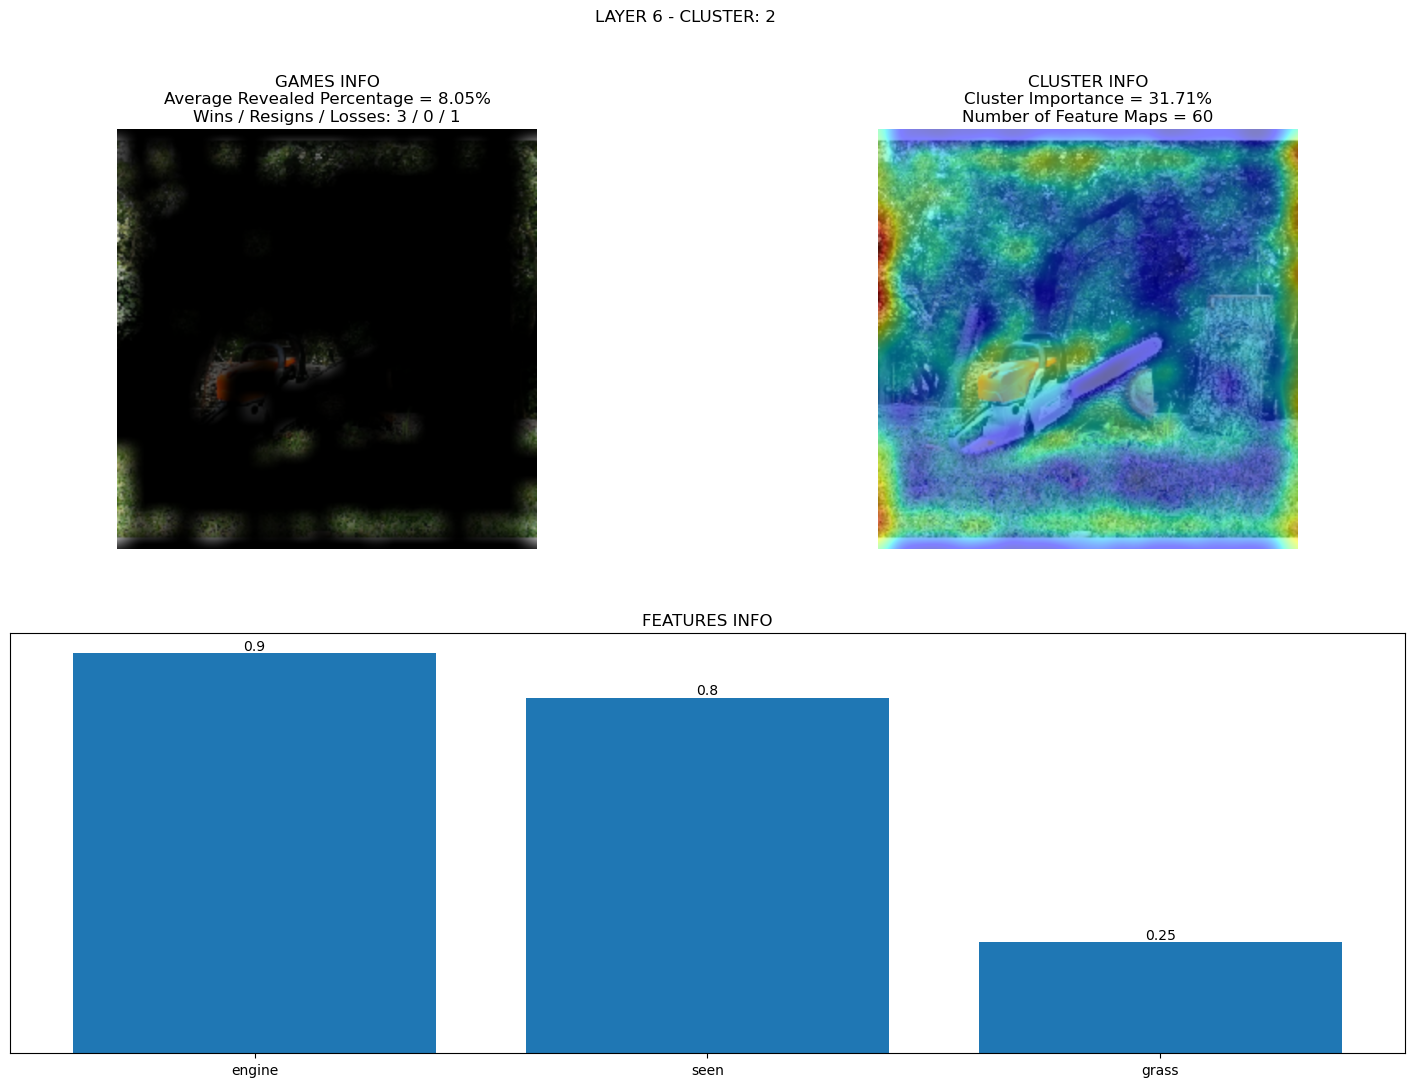 LAYER 6 - CLUSTER: 2
GAMES INFO
Average Revealed Percentage = 8.05%
Wins / Resigns / Losses: 3 / 0 / 1
CLUSTER INFO
Cluster Importance = 31.71%
Number of Feature Maps = 60
FEATURES INFO
0.9
0.8
0.25
engine
seen
grass